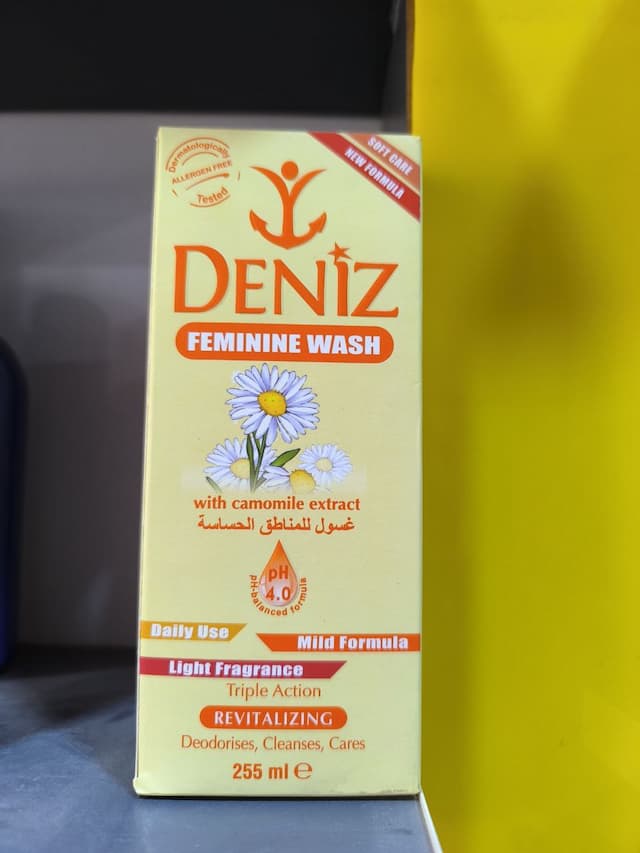 Dermatologically
ALLERGEN FREE
Tested
SOFT CARE
NEW FORMULA
DENİZ
FEMININE WASH
with camomile extract
غسول للمناطق الحساسة
pH
4.0
pH-balanced formula
Daily Use
Mild Formula
Light Fragrance
Triple Action
REVITALIZING
Deodorises, Cleanses, Cares
255 ml ℮